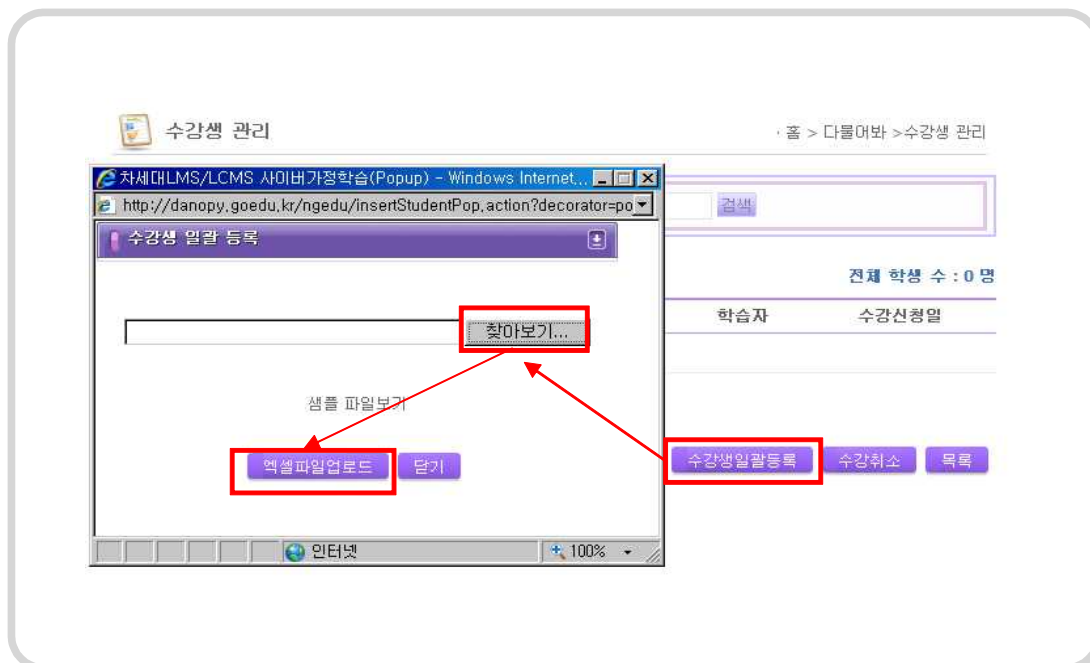 수강생 관리
· 홈 > 다물어봐 >수강생 관리
차세대LMS/LCMS 사이버가정학습(Popup) - Windows Internet...
http://danopy.goedu.kr/ngedu/insertStudentPop.action?decorator=po
검색
수강생 일괄 등록
전체 학생 수 : 0 명
학습자 수강신청일
찾아보기...
샘플 파일보기
엑셀파일업로드 닫기
수강생일괄등록 수강취소 목록
인터넷 100%